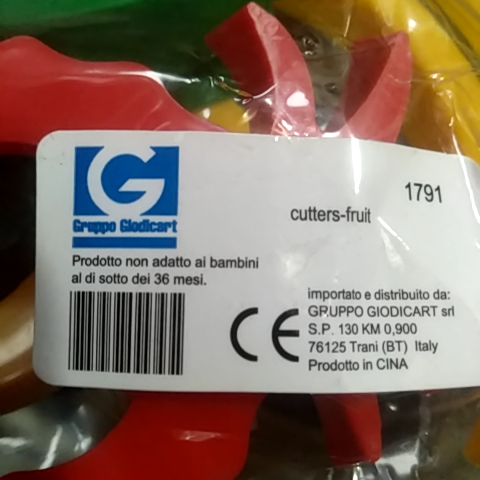 1791
cutters-fruit
G
Gruppo Giodicart
Prodotto non adatto ai bambini
al di sotto dei 36 mesi.
CE
importato e distribuito da:
GRUPPO GIODICART srl
S.P. 130 KM 0,900
76125 Trani (BT) Italy
Prodotto in CINA